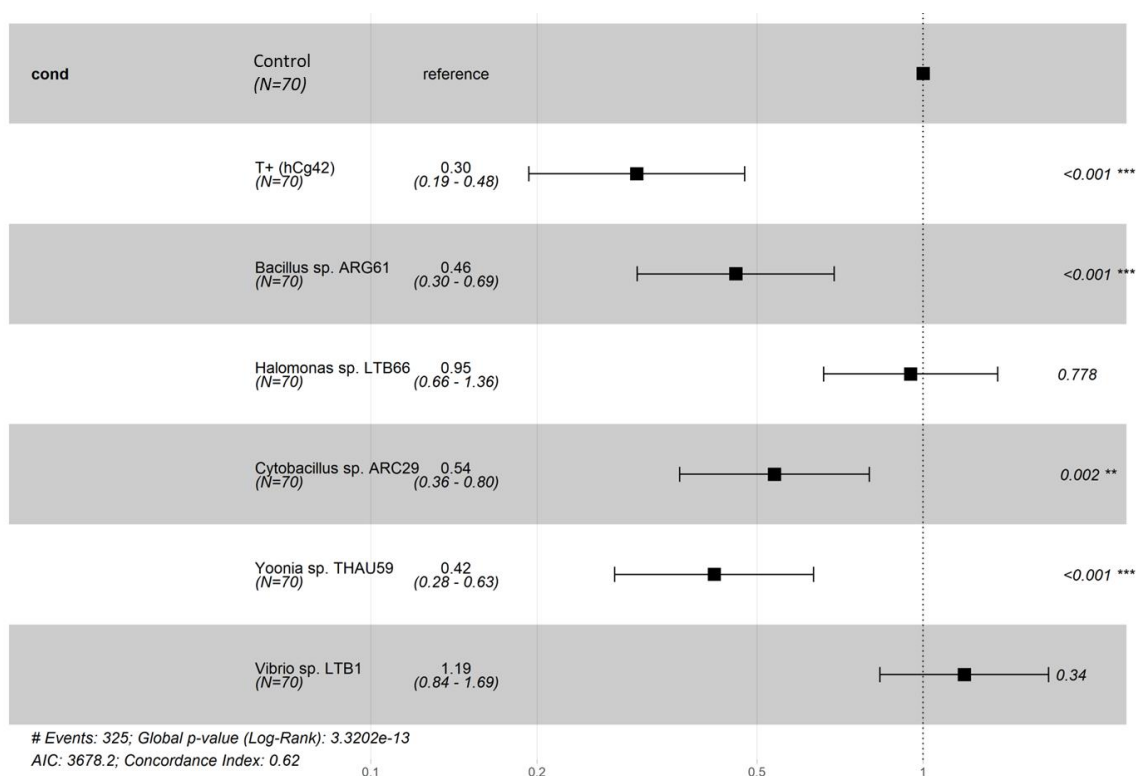 cond Control reference
(N=70)
T+ (hCg42) 0.30
(N=70) (0.19 - 0.48) <0.001 ***
Bacillus sp. ARG61 0.46
(N=70) (0.30 - 0.69) <0.001 ***
Halomonas sp. LTB66 0.95
(N=70) (0.66 - 1.36) 0.778
Cytobacillus sp. ARC29 0.54
(N=70) (0.36 - 0.80) 0.002 **
Yoonia sp. THAU59 0.42
(N=70) (0.28 - 0.63) <0.001 ***
Vibrio sp. LTB1 1.19
(N=70) (0.84 - 1.69) 0.34
# Events: 325; Global p-value (Log-Rank): 3.3202e-13
AIC: 3678.2; Concordance Index: 0.62
0.1 0.2 0.5 1